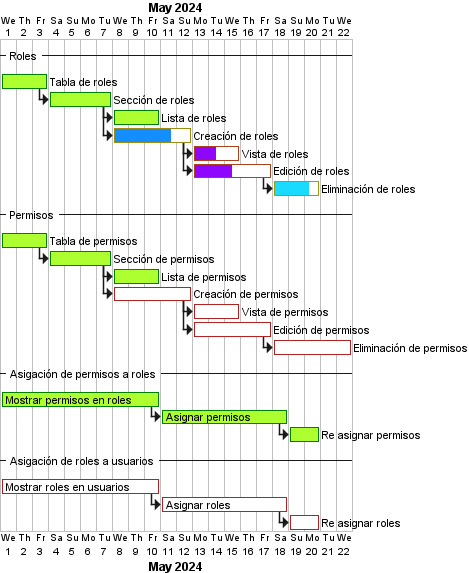 May 2024
We Th Fr Sa Su Mo Tu We Th Fr Sa Su Mo Tu We Th Fr Sa Su Mo Tu We
1 2 3 4 5 6 7 8 9 10 11 12 13 14 15 16 17 18 19 20 21 22
Roles
Tabla de roles
Sección de roles
Lista de roles
Creación de roles
Vista de roles
Edición de roles
Eliminación de roles
Permisos
Tabla de permisos
Sección de permisos
Lista de permisos
Creación de permisos
Vista de permisos
Edición de permisos
Eliminación de permisos
Asigación de permisos a roles
Mostrar permisos en roles
Asignar permisos
Re asignar permisos
Asigación de roles a usuarios
Mostrar roles en usuarios
Asignar roles
Re asignar roles
We Th Fr Sa Su Mo Tu We Th Fr Sa Su Mo Tu We Th Fr Sa Su Mo Tu We
1 2 3 4 5 6 7 8 9 10 11 12 13 14 15 16 17 18 19 20 21 22
May 2024